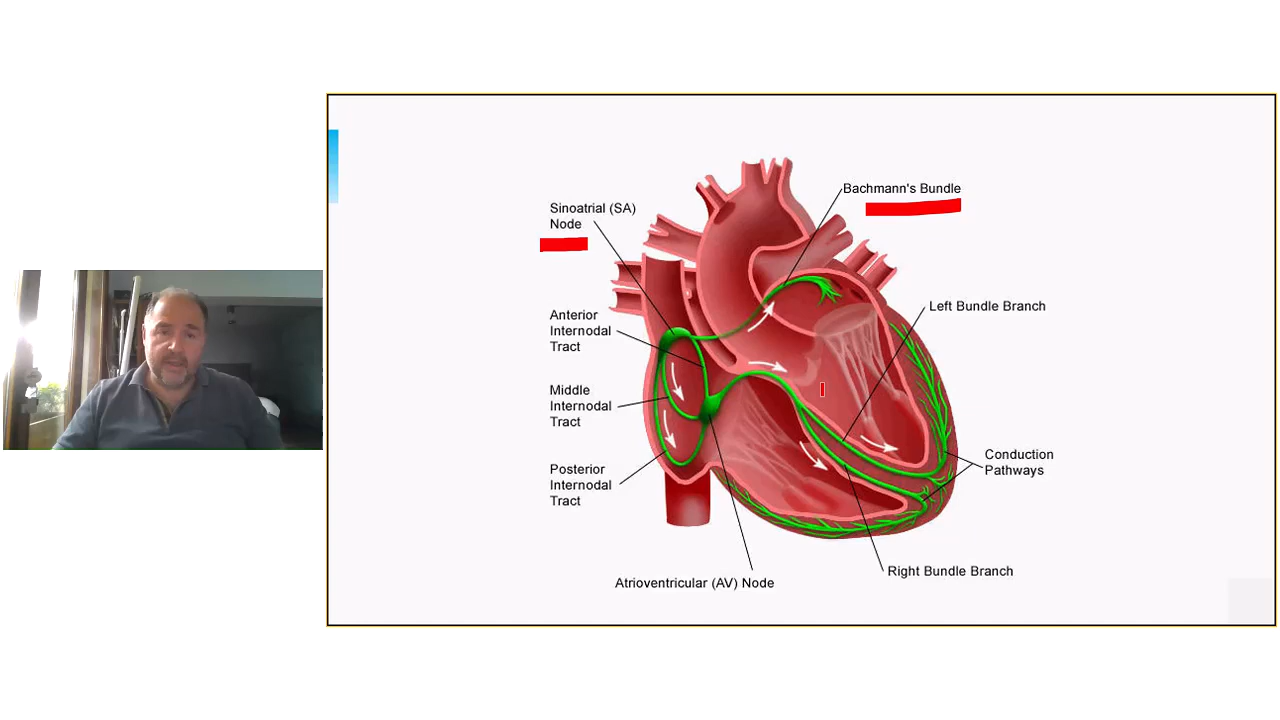 Bachmann's Bundle
Sinoatrial (SA)
Node
Left Bundle Branch
Anterior
Internodal
Tract
Middle
Internodal
Tract
Conduction
Pathways
Posterior
Internodal
Tract
Right Bundle Branch
Atrioventricular (AV) Node